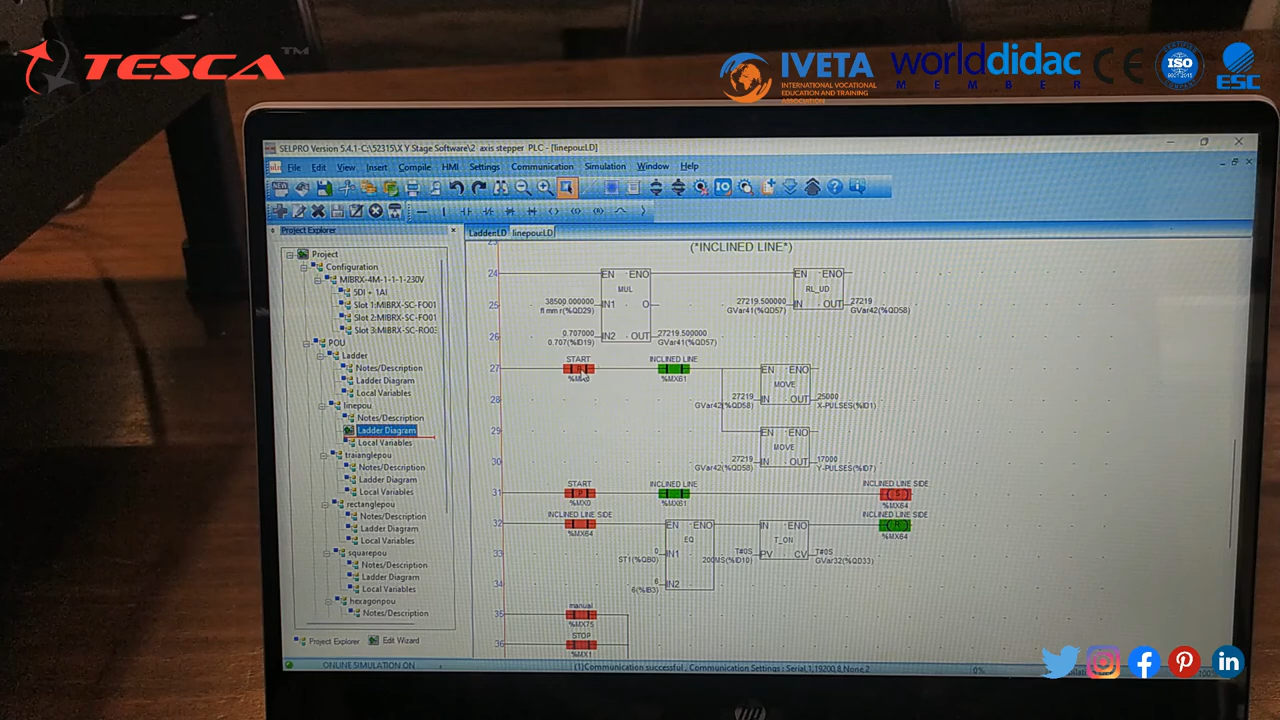 TESCA™
IVETA
INTERNATIONAL VOCATIONAL
EDUCATION AND TRAINING
ASSOCIATION
worlddidac
MEMBER
CE
ISO
9001:2015
ESC
SELPRO Version 5.4.1-C:\52315\X Y Stage Software\2 axis stepper PLC - [linepou:LD]
File Edit View Insert Compile HMI Settings Communication Simulation Window Help
Project Explorer
Ladder:LD linepou:LD
Project
Configuration
MIBRX-4M-1-1-1-230V
5DI + 1AI
Slot 1:MIBRX-SC-FO01
Slot 2:MIBRX-SC-FO01
Slot 3:MIBRX-SC-RO03
POU
Ladder
Notes/Description
Ladder Diagram
Local Variables
linepou
Notes/Description
Ladder Diagram
Local Variables
traianglepou
Notes/Description
Ladder Diagram
Local Variables
rectanglepou
Notes/Description
Ladder Diagram
Local Variables
squarepou
Notes/Description
Ladder Diagram
Local Variables
hexagonpou
Notes/Description
Project Explorer Edit Wizard
23
(*INCLINED LINE*)
24
EN ENO
MUL
EN ENO
RL_UD
25
38500.000000
fl mm r(%QD29)
IN1 O
27219.500000
GVar41(%QD57)
IN OUT
27219
GVar42(%QD58)
26
0.707000
0.707(%ID19)
IN2 OUT
27219.500000
GVar41(%QD57)
START
INCLINED LINE
27
%MX61
EN ENO
MOVE
28
27219
GVar42(%QD58)
IN OUT
25000
X-PULSES(%ID1)
29
EN ENO
MOVE
30
27219
GVar42(%QD58)
IN OUT
17000
Y-PULSES(%ID7)
START
INCLINED LINE
INCLINED LINE SIDE
31
P
S
%MX0
%MX61
%MX64
INCLINED LINE SIDE
INCLINED LINE SIDE
32
%MX64
EN ENO
EQ
IN ENO
T_ON
R
%MX64
33
0
ST1(%QB0)
IN1
T#0S
200MS(%ID10)
PV CV
T#0S
GVar32(%QD33)
34
6
6(%IB3)
IN2
manual
35
%MX75
STOP
36
%MX1
ONLINE SIMULATION ON
(1)Communication successful , Communication Settings : Serial,1,19200,8,None,2
0%
hp